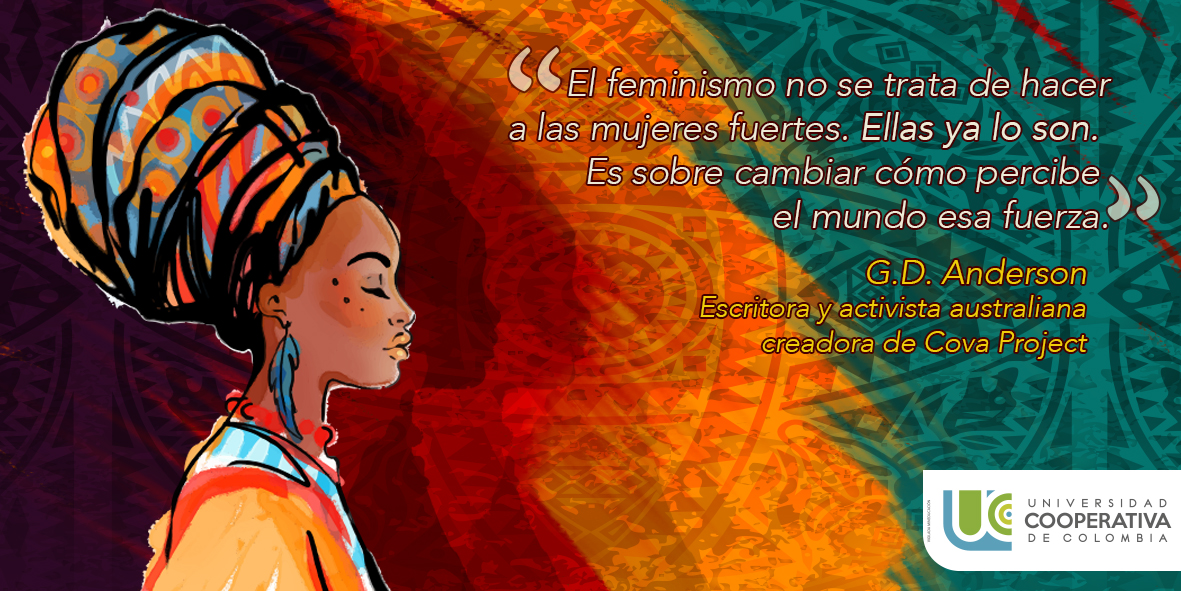 “El feminismo no se trata de hacer
a las mujeres fuertes. Ellas ya lo son.
Es sobre cambiar cómo percibe
el mundo esa fuerza.”
G.D. Anderson
Escritora y activista australiana
creadora de Cova Project
UNIVERSIDAD
COOPERATIVA
DE COLOMBIA